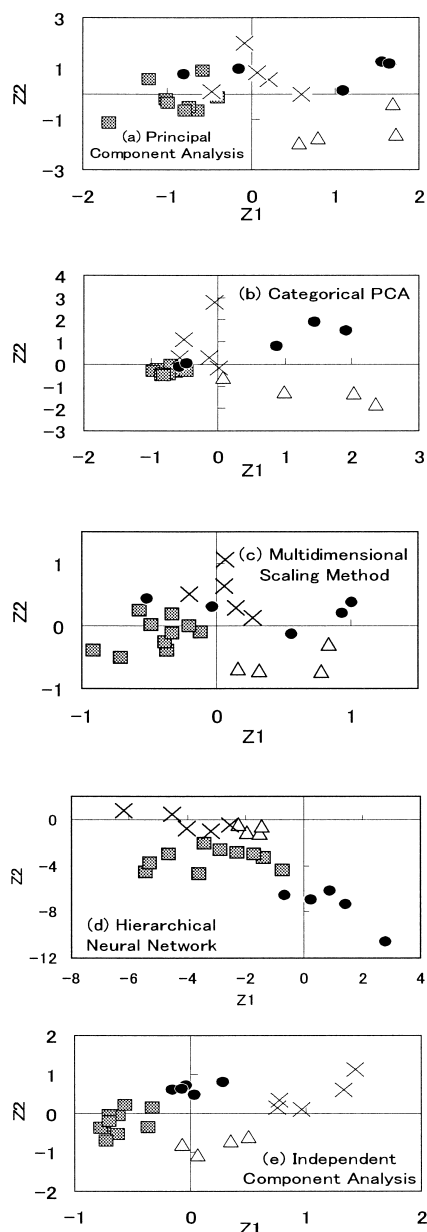 3
1
Z2
-1
(a) Principal
Component Analysis
-3
-2 -1 0 1 2
Z1
4
3
(b) Categorical PCA
2
1
Z2
0
-1
-2
-3
-2 -1 0 1 2 3
Z1
1
(c) Multidimensional
Scaling Method
Z2
0
-1
-1 0 1
Z1
0
-4
Z2
-8
(d) Hierarchical
Neural Network
-12
-8 -6 -4 -2 0 2 4
Z1
2
1
Z2
0
-1
(e) Independent
Component Analysis
-2
-1 0 1 2
Z1